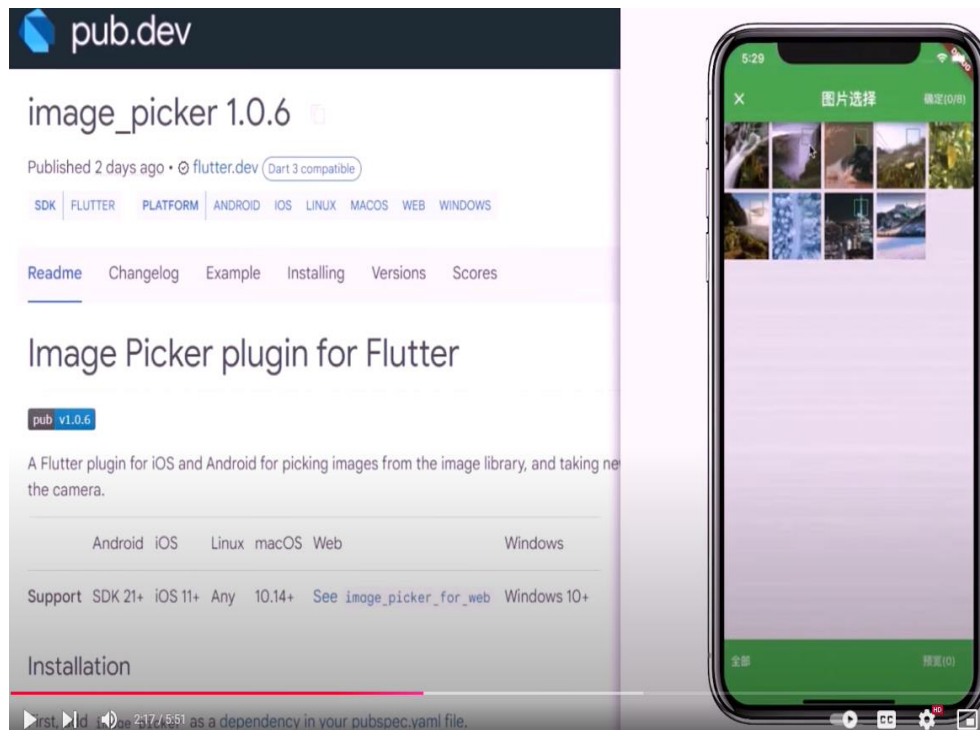 pub.dev
image_picker 1.0.6
Published 2 days ago • flutter.dev Dart 3 compatible
SDK FLUTTER PLATFORM ANDROID IOS LINUX MACOS WEB WINDOWS
Readme Changelog Example Installing Versions Scores
Image Picker plugin for Flutter
pub v1.0.6
A Flutter plugin for iOS and Android for picking images from the image library, and taking ne
the camera.
Android iOS Linux macOS Web Windows
Support SDK 21+ iOS 11+ Any 10.14+ See image_picker_for_web Windows 10+
Installation
as a dependency in your pubspec.yaml file.
2:17 / 5:51
CC
HD
5:29
图片选择 确定(0/8)
全部 预览(0)